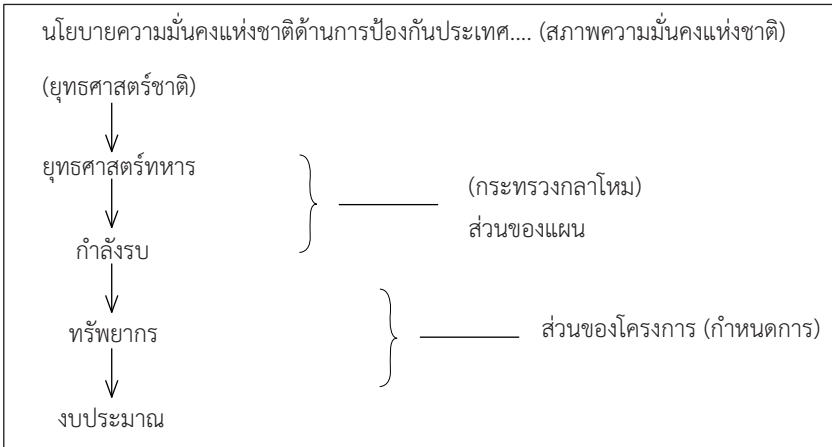 นโยบายความมั่นคงแห่งชาติด้านการป้องกันประเทศ.... (สภาพความมั่นคงแห่งชาติ)
(ยุทธศาสตร์ชาติ)
ยุทธศาสตร์ทหาร
(กระทรวงกลาโหม)
ส่วนของแผน
กำลังรบ
ทรัพยากร
ส่วนของโครงการ (กำหนดการ)
งบประมาณ